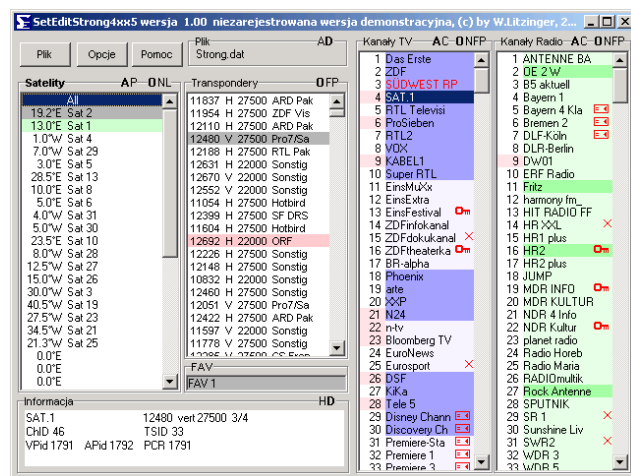 SetEditStrong4xx5 wersja 1.00 niezarejestrowana wersja demonstracyjna, (c) by W.Litzinger, 2...
Plik Opcje Pomoc
Plik AD
Strong.dat
Satelity AP ONL
All
19.2°E Sat 2
13.0°E Sat 1
1.0°W Sat 4
7.0°W Sat 29
3.0°E Sat 5
28.5°E Sat 13
10.0°E Sat 8
5.0°E Sat 6
4.0°W Sat 31
5.0°W Sat 30
23.5°E Sat 10
8.0°W Sat 28
12.5°W Sat 27
15.0°W Sat 26
30.0°W Sat 3
40.5°W Sat 19
27.5°W Sat 23
34.5°W Sat 21
21.3°W Sat 25
0.0°E
0.0°E
0.0°E
Transpondery OFP
11837 H 27500 ARD Pak
11954 H 27500 ZDF Vis
12110 H 27500 ARD Pak
12480 V 27500 Pro7/Sa
12188 H 27500 RTL Pak
12631 H 22000 Sonstig
12670 V 22000 Sonstig
12552 V 22000 Sonstig
11054 H 27500 Hotbird
12399 H 27500 SF DRS
11604 H 27500 Hotbird
12692 H 22000 ORF
12226 H 27500 Sonstig
12148 H 27500 Sonstig
10832 H 22000 Sonstig
12460 H 27500 Sonstig
12051 V 27500 Pro7/Sa
12422 H 27500 ARD Pak
11597 V 22000 Sonstig
11778 V 27500 Sonstig
12285 V 27500 CS Fran
FAV
FAV 1
Kanały TV AC ONFP
1 Das Erste
2 ZDF
3 SÜDWEST RP
4 SAT.1
5 RTL Televisi
6 ProSieben
7 RTL2
8 VOX
9 KABEL1
10 Super RTL
11 EinsMuXx
12 EinsExtra
13 EinsFestival
14 ZDFinfokanal
15 ZDFdokukanal
16 ZDFtheaterka
17 BR-alpha
18 Phoenix
19 arte
20 XXP
21 N24
22 n-tv
23 Bloomberg TV
24 EuroNews
25 Eurosport
26 DSF
27 KiKa
28 Tele 5
29 Disney Chann
30 Discovery Ch
31 Premiere-Sta
32 Premiere 1
33 Premiere 3
Kanały Radio AC ONFP
1 ANTENNE BA
2 OE 2 W
3 B5 aktuell
4 Bayern 1
5 Bayern 4 Kla
6 Bremen 2
7 DLF-Köln
8 DLR-Berlin
9 DW01
10 ERF Radio
11 Fritz
12 harmony fm_
13 HIT RADIO FF
14 HR XXL
15 HR1 plus
16 HR2
17 HR2 plus
18 JUMP
19 MDR INFO
20 MDR KULTUR
21 NDR 4 Info
22 NDR Kultur
23 planet radio
24 Radio Horeb
25 Radio Maria
26 RADIOmultik
27 Rock Antenne
28 SPUTNIK
29 SR 1
30 Sunshine Liv
31 SWR2
32 WDR 3
33 WDR 5
Informacja HD
SAT.1 12480 vert 27500 3/4
ChID 46 TSID 33
VPid 1791 APid 1792 PCR 1791